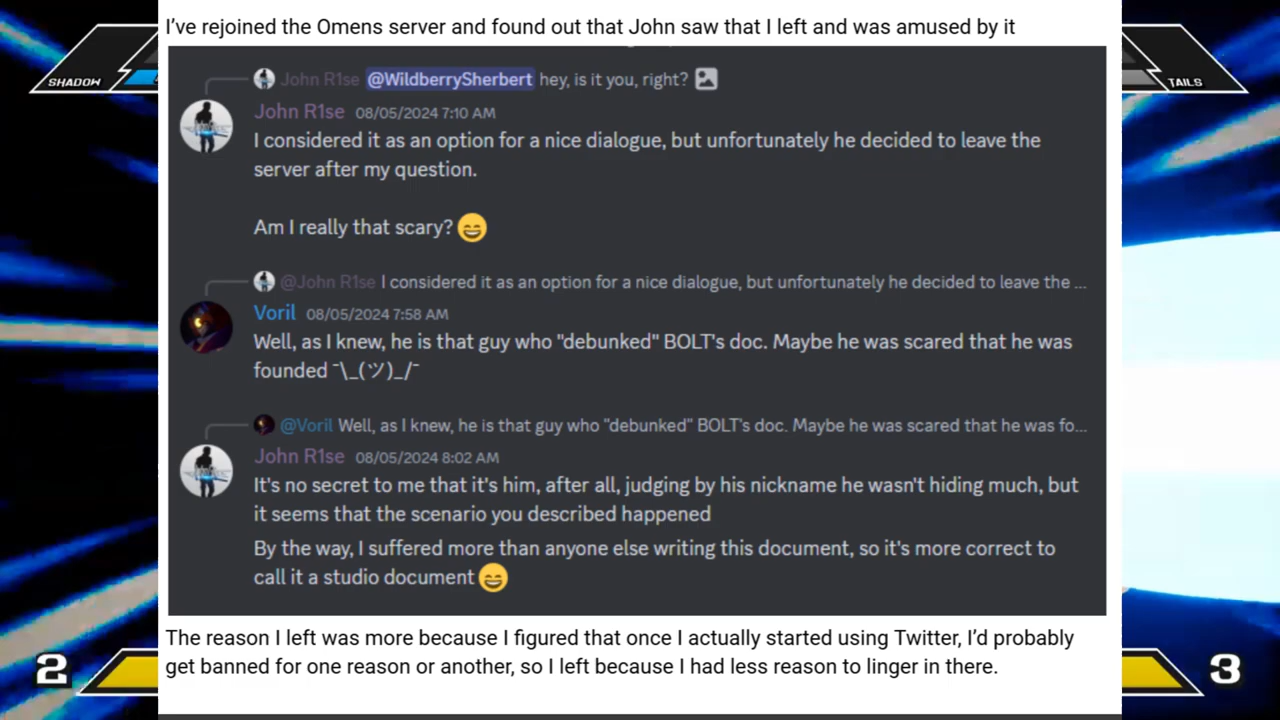 I’ve rejoined the Omens server and found out that John saw that I left and was amused by it
SHADOW
TAILS
John R1se @WildberrySherbert hey, is it you, right?
John R1se 08/05/2024 7:10 AM
I considered it as an option for a nice dialogue, but unfortunately he decided to leave the
server after my question.
Am I really that scary? 😄
@John R1se I considered it as an option for a nice dialogue, but unfortunately he decided to leave the ...
Voril 08/05/2024 7:58 AM
Well, as I knew, he is that guy who "debunked" BOLT's doc. Maybe he was scared that he was
founded ¯\_(ツ)_/¯
@Voril Well, as I knew, he is that guy who "debunked" BOLT's doc. Maybe he was scared that he was fo...
John R1se 08/05/2024 8:02 AM
It's no secret to me that it's him, after all, judging by his nickname he wasn't hiding much, but
it seems that the scenario you described happened
By the way, I suffered more than anyone else writing this document, so it's more correct to
call it a studio document 😄
The reason I left was more because I figured that once I actually started using Twitter, I’d probably
get banned for one reason or another, so I left because I had less reason to linger in there.
2
3